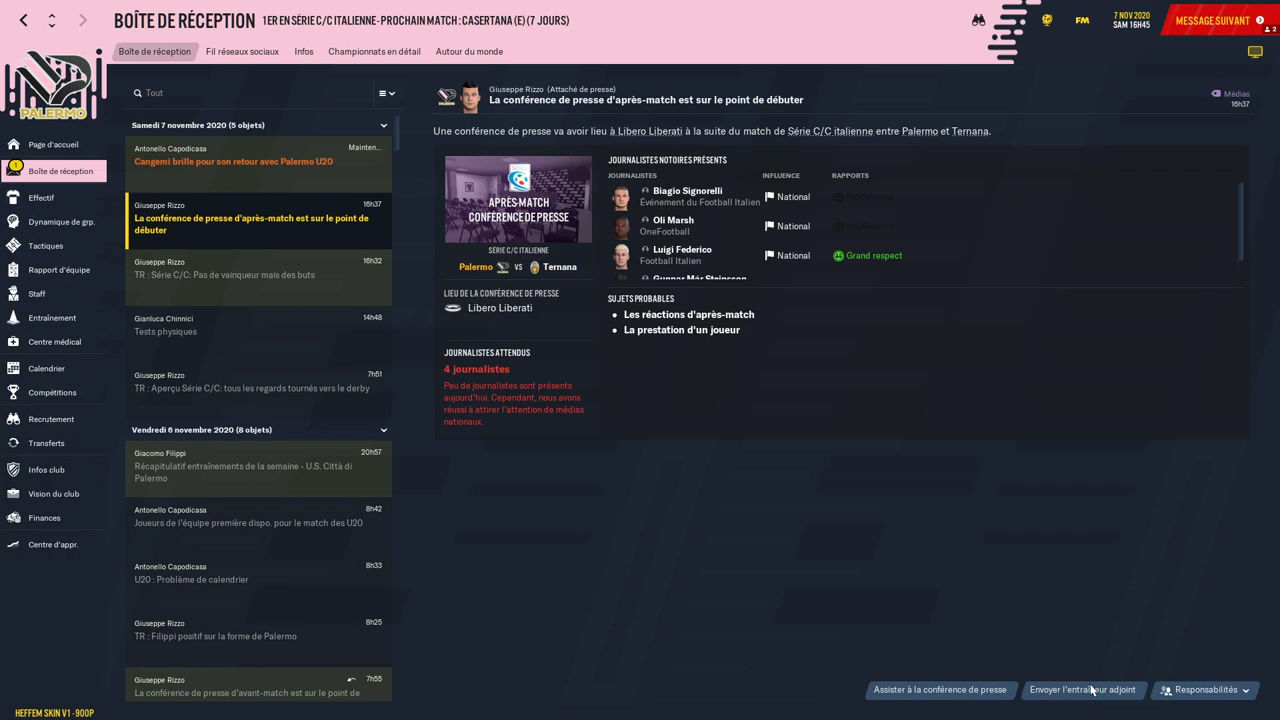 BOÎTE DE RÉCEPTION
1ER EN SÉRIE C/C ITALIENNE - PROCHAIN MATCH : CASERTANA (E) (7 JOURS)
FM
7 NOV 2020
SAM 16H45
MESSAGE SUIVANT
2
Boîte de réception
Fil réseaux sociaux
Infos
Championnats en détail
Autour du monde
PALERMO
Page d'accueil
1
Boîte de réception
Effectif
Dynamique de grp.
Tactiques
Rapport d'équipe
Staff
Entraînement
Centre médical
Calendrier
Compétitions
Recrutement
Transferts
Infos club
Vision du club
Finances
Centre d'appr.
HEFFEM SKIN V1 - 900P
Tout
Samedi 7 novembre 2020 (5 objets)
Antonello Capodicasa
Mainten...
Cangemi brille pour son retour avec Palermo U20
Giuseppe Rizzo
16h37
La conférence de presse d'après-match est sur le point de
débuter
Giuseppe Rizzo
16h32
TR : Série C/C: Pas de vainqueur mais des buts
Gianluca Chinnici
14h48
Tests physiques
Giuseppe Rizzo
7h51
TR : Aperçu Série C/C: tous les regards tournés vers le derby
Vendredi 6 novembre 2020 (8 objets)
Giacomo Filippi
20h57
Récapitulatif entraînements de la semaine - U.S. Città di
Palermo
Antonello Capodicasa
8h42
Joueurs de l'équipe première dispo. pour le match des U20
Antonello Capodicasa
8h33
U20 : Problème de calendrier
Giuseppe Rizzo
8h25
TR : Filippi positif sur la forme de Palermo
Giuseppe Rizzo
7h55
La conférence de presse d'avant-match est sur le point de
Giuseppe Rizzo (Attaché de presse)
La conférence de presse d'après-match est sur le point de débuter
Médias
16h37
Une conférence de presse va avoir lieu à Libero Liberati à la suite du match de Série C/C italienne entre Palermo et Ternana.
APRÈS-MATCH
CONFÉRENCE DE PRESSE
SÉRIE C/C ITALIENNE
Palermo VS Ternana
LIEU DE LA CONFÉRENCE DE PRESSE
Libero Liberati
JOURNALISTES ATTENDUS
4 journalistes
Peu de journalistes sont présents
aujourd'hui. Cependant, nous avons
réussi à attirer l'attention de médias
nationaux.
JOURNALISTES NOTOIRES PRÉSENTS
JOURNALISTES
INFLUENCE
RAPPORTS
Biagio Signorelli
Événement du Football Italien
National
Oli Marsh
OneFootball
National
Luigi Federico
Football Italien
National
Grand respect
Gunnar Már Steinsson
SUJETS PROBABLES
Les réactions d'après-match
La prestation d'un joueur
Assister à la conférence de presse
Envoyer l'entraîneur adjoint
Responsabilités